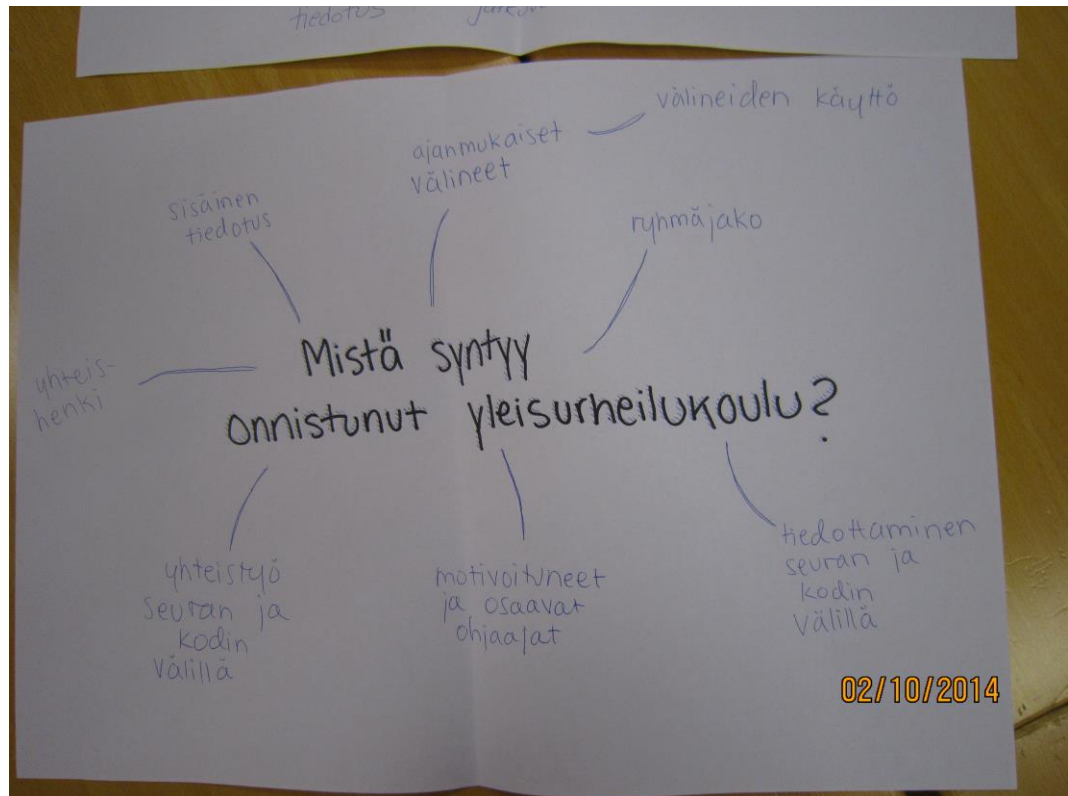 tiedotus
välineiden käyttö
ajanmukaiset
välineet
sisäinen
tiedotus
ryhmäjako
Mistä syntyy
onnistunut yleisurheilukoulu?
yhteis-
henki
yhteistyö
seuran ja
kodin
välillä
motivoituneet
ja osaavat
ohjaajat
tiedottaminen
seuran ja
kodin
välillä
02/10/2014